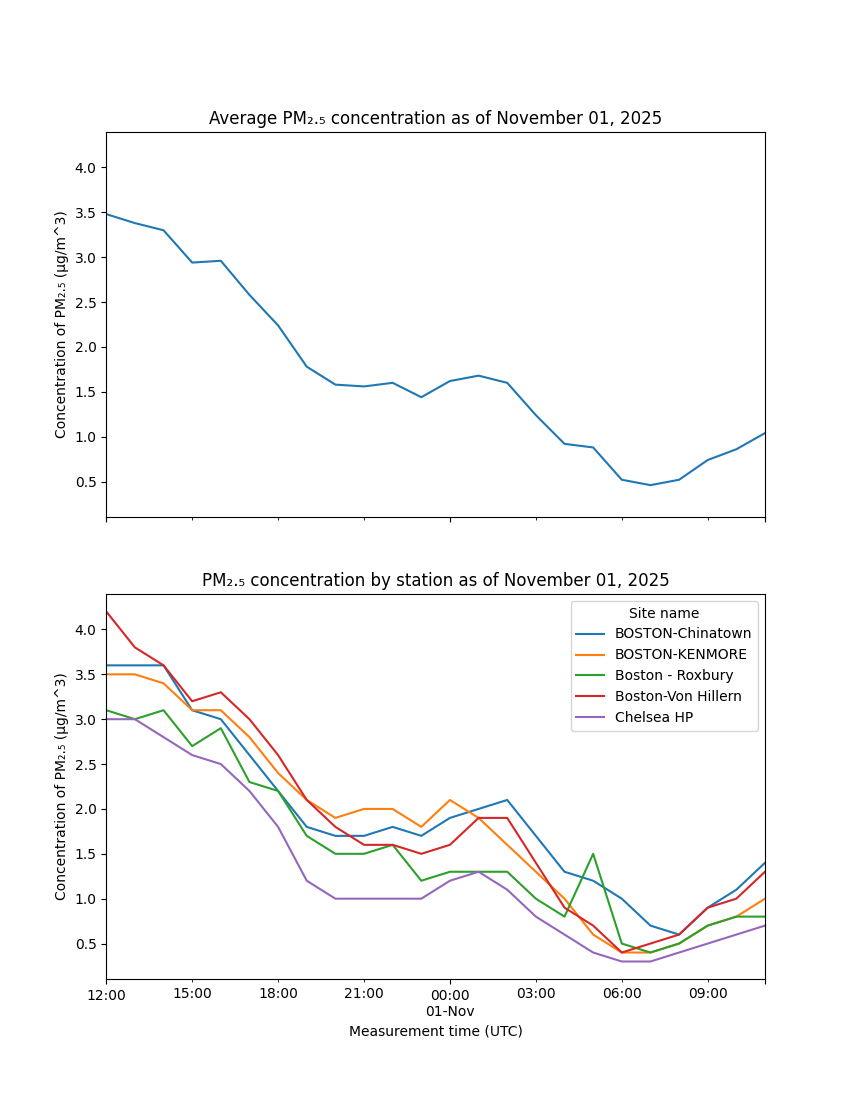 Average PM₂.₅ concentration as of November 01, 2025
Concentration of PM₂.₅ (µg/m^3)
4.0
3.5
3.0
2.5
2.0
1.5
1.0
0.5
PM₂.₅ concentration by station as of November 01, 2025
Concentration of PM₂.₅ (µg/m^3)
4.0
3.5
3.0
2.5
2.0
1.5
1.0
0.5
Site name
BOSTON-Chinatown
BOSTON-KENMORE
Boston - Roxbury
Boston-Von Hillern
Chelsea HP
12:00 15:00 18:00 21:00 00:00 03:00 06:00 09:00
01-Nov
Measurement time (UTC)